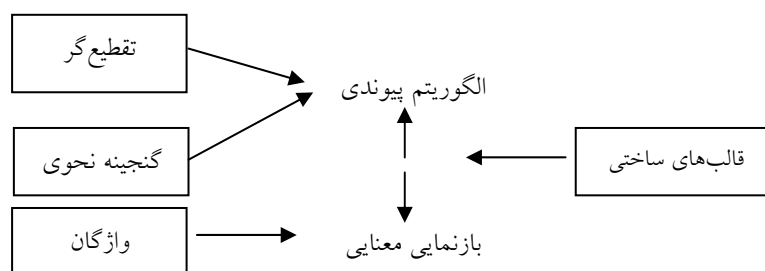 تقطیع‌گر
الگوریتم پیوندی
گنجینه نحوی
قالب‌های ساختی
واژگان
بازنمایی معنایی